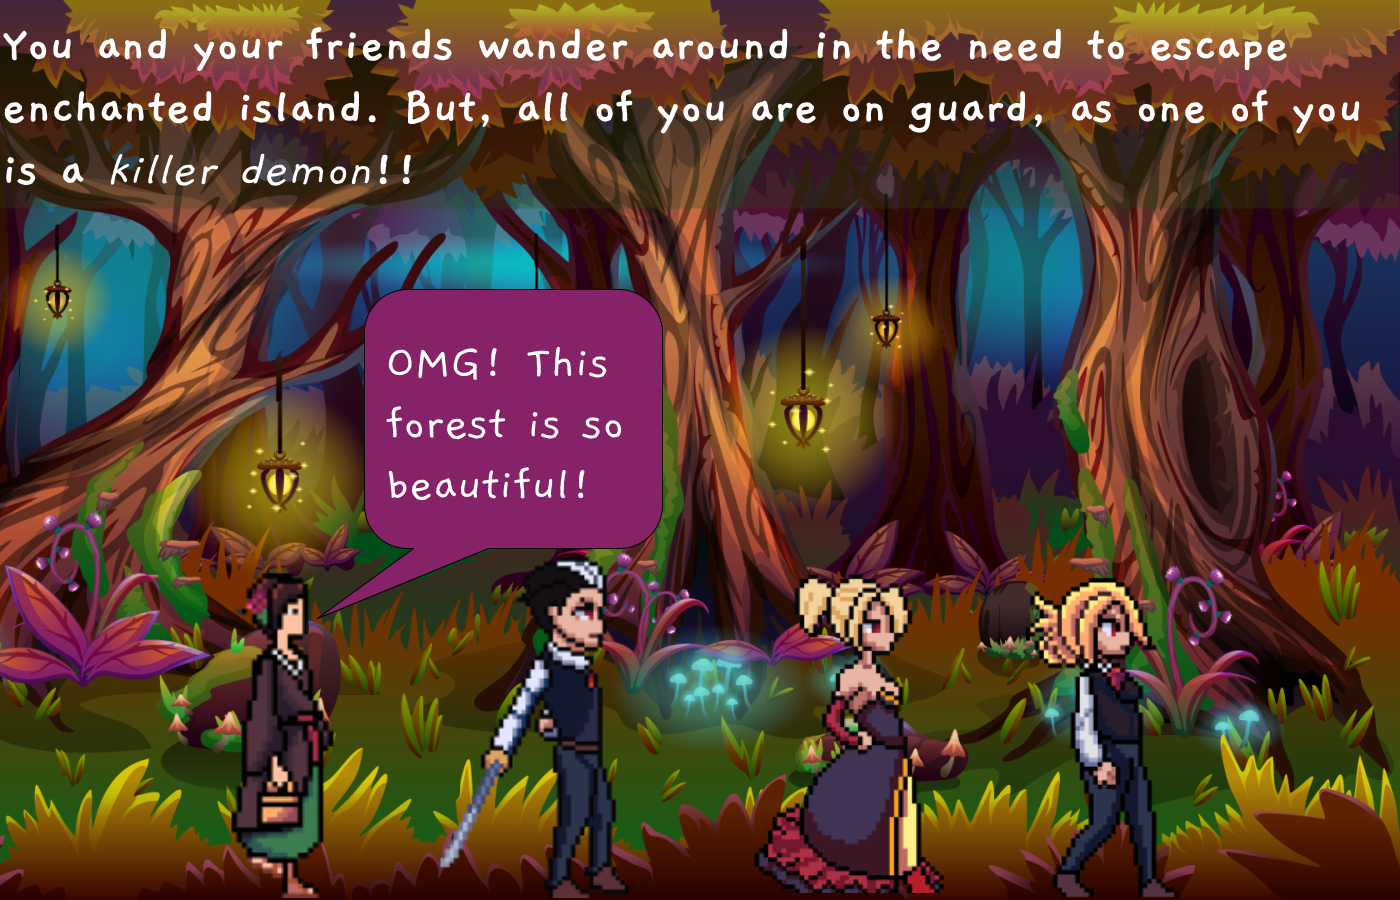 You and your friends wander around in the need to escape
enchanted island. But, all of you are on guard, as one of you
is a killer demon!!
OMG! This
forest is so
beautiful!